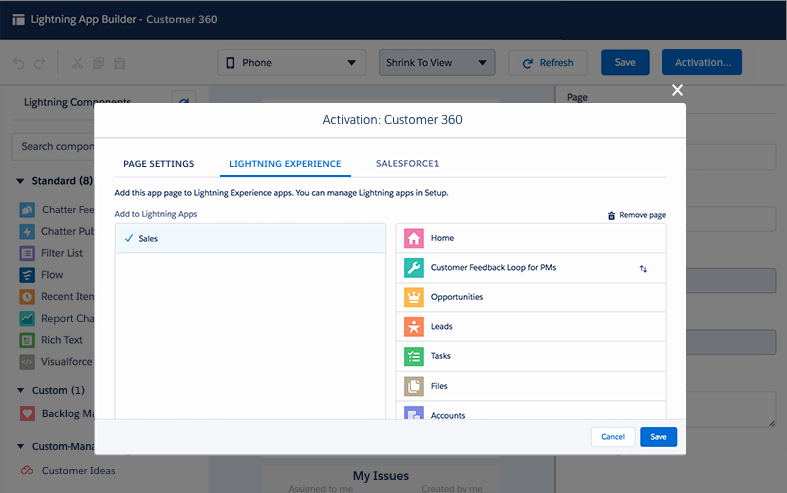 Lightning App Builder - Customer 360
Phone
Shrink To View
Refresh
Save
Activation...
Lightning Components
Page
Search compon
Standard (8)
Chatter Fee
Chatter Pub
Filter List
Flow
Recent Item
Report Cha
Rich Text
Visualforce
Custom (1)
Backlog Ma
Custom-Mana
Customer Ideas
Activation: Customer 360
PAGE SETTINGS
LIGHTNING EXPERIENCE
SALESFORCE1
Add this app page to Lightning Experience apps. You can manage Lightning apps in Setup.
Add to Lightning Apps
Remove page
Sales
Home
Customer Feedback Loop for PMs
Opportunities
Leads
Tasks
Files
Accounts
Cancel
Save
My Issues
Assigned to me
Created by me